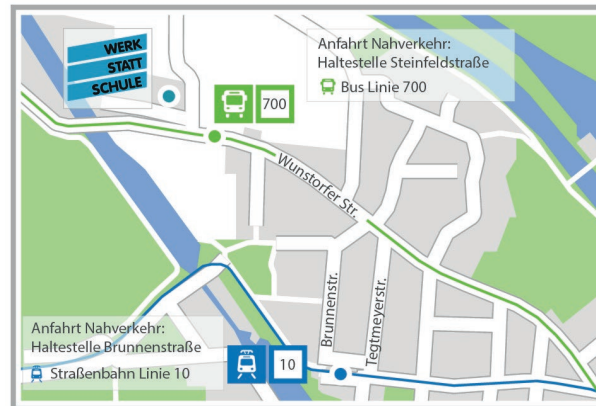 WERK
STATT
SCHULE
Anfahrt Nahverkehr:
Haltestelle Steinfeldstraße
Bus Linie 700
700
Wunstorfer Str.
Brunnenstr.
Tegtmeyerstr.
Anfahrt Nahverkehr:
Haltestelle Brunnenstraße
Straßenbahn Linie 10
10